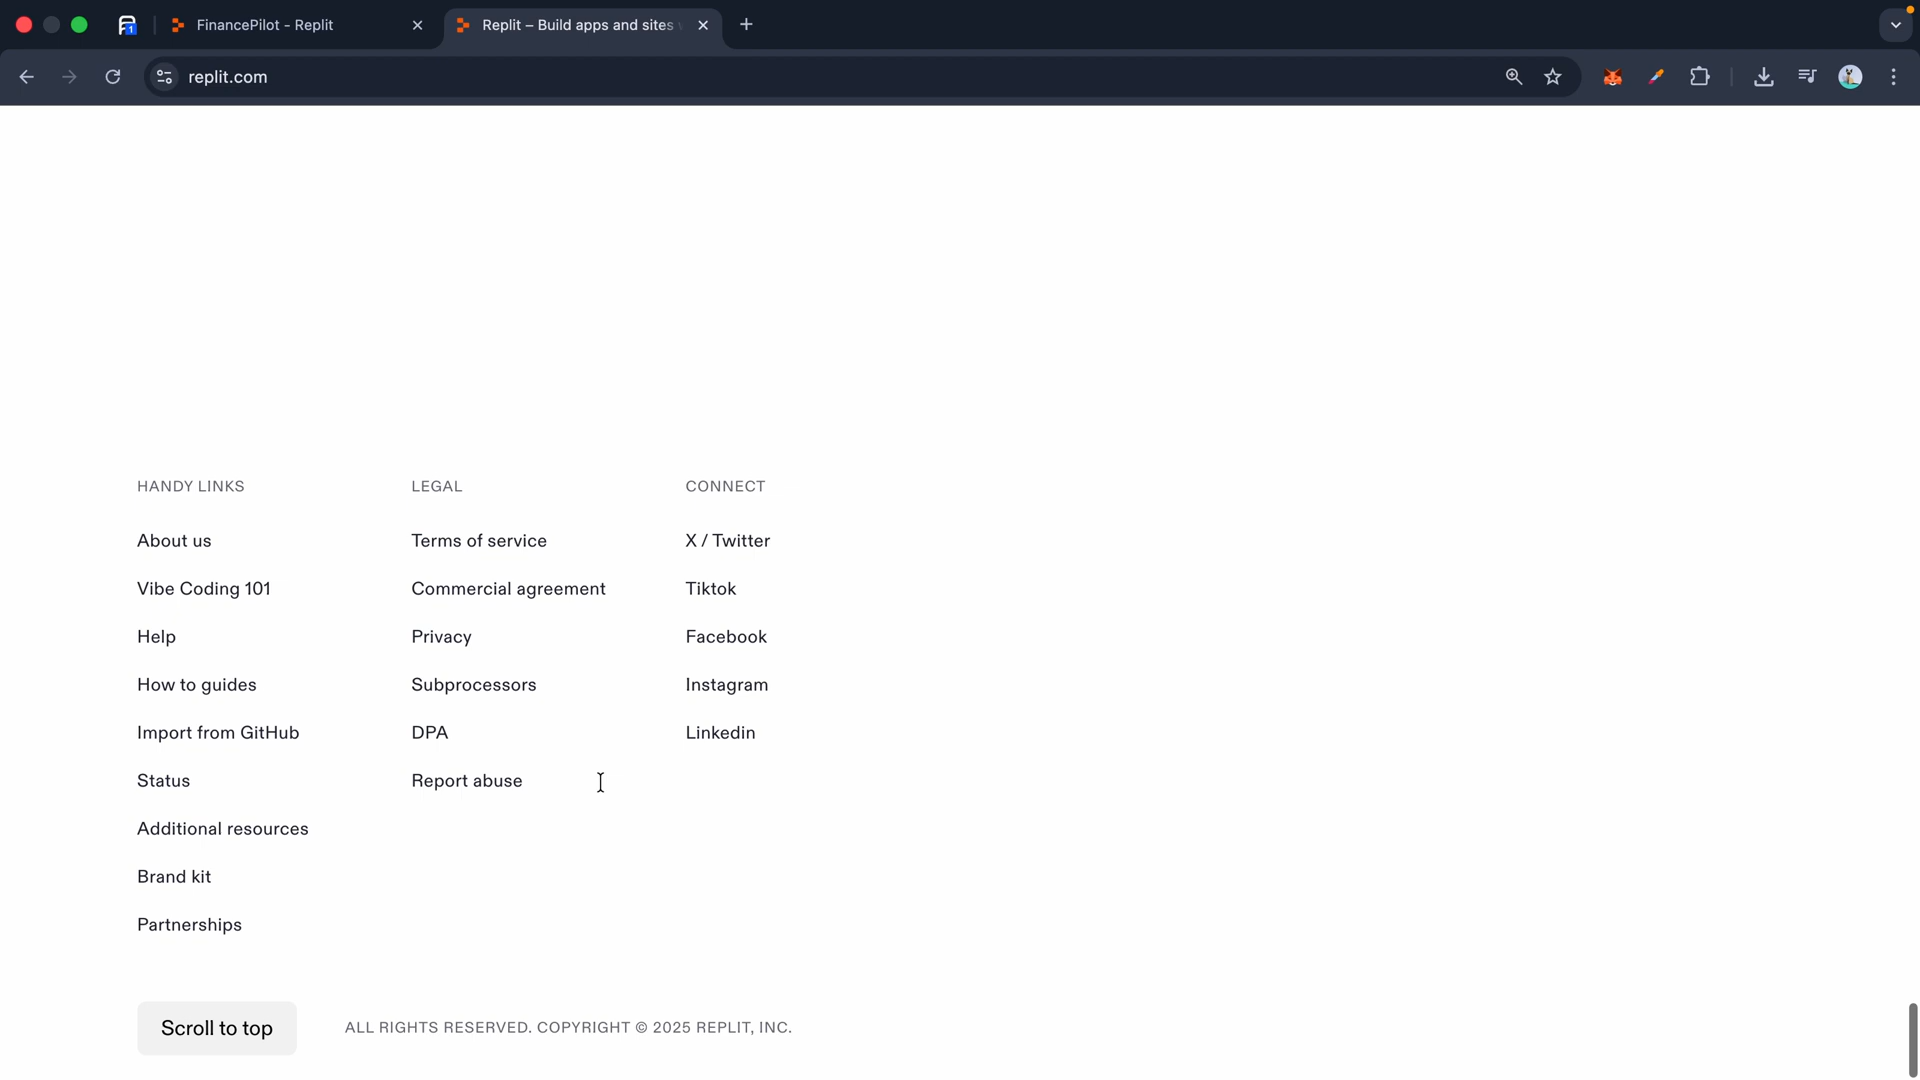 FinancePilot - Replit
Replit – Build apps and sites
replit.com
HANDY LINKS
About us
Vibe Coding 101
Help
How to guides
Import from GitHub
Status
Additional resources
Brand kit
Partnerships
LEGAL
Terms of service
Commercial agreement
Privacy
Subprocessors
DPA
Report abuse
CONNECT
X / Twitter
Tiktok
Facebook
Instagram
Linkedin
Scroll to top
ALL RIGHTS RESERVED. COPYRIGHT © 2025 REPLIT, INC.